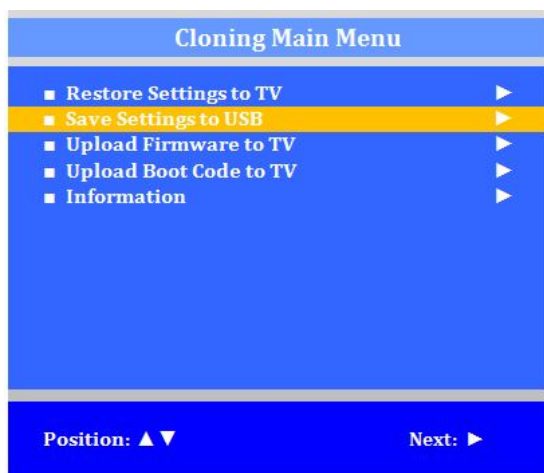 Cloning Main Menu
■ Restore Settings to TV ►
■ Save Settings to USB ►
■ Upload Firmware to TV ►
■ Upload Boot Code to TV ►
■ Information ►
Position: ▲▼ Next: ►